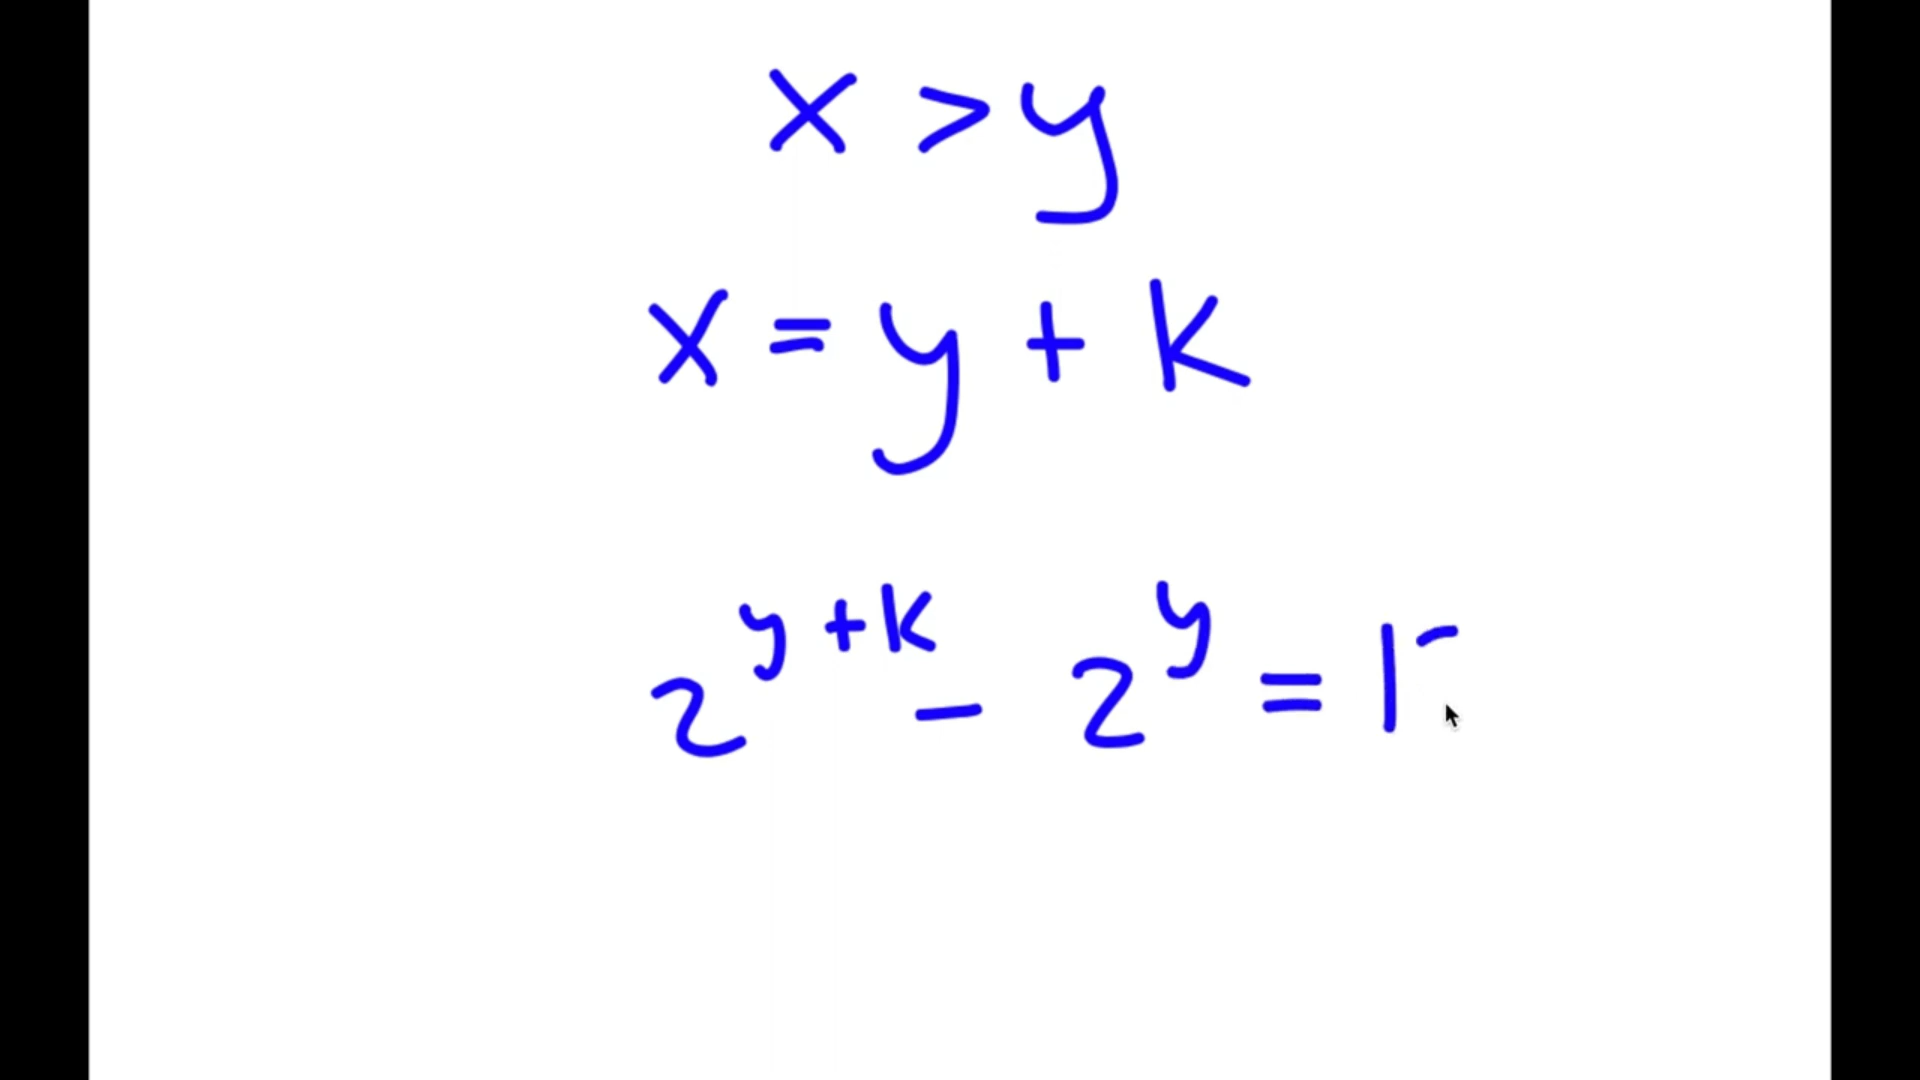 x > y
x = y + k
2^{y+k} - 2^y = 1